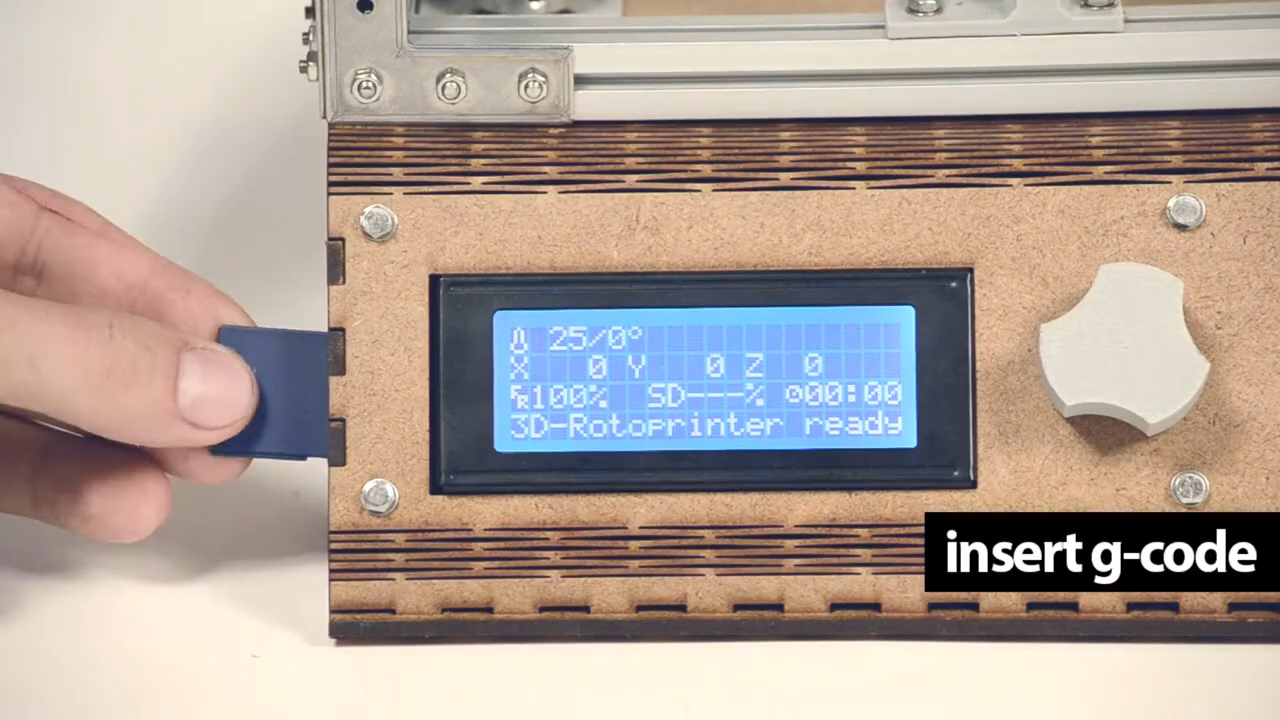 25/0°
X 0 Y 0 Z 0
100% SD---% 00:00
3D-Rotoprinter ready
insert g-code